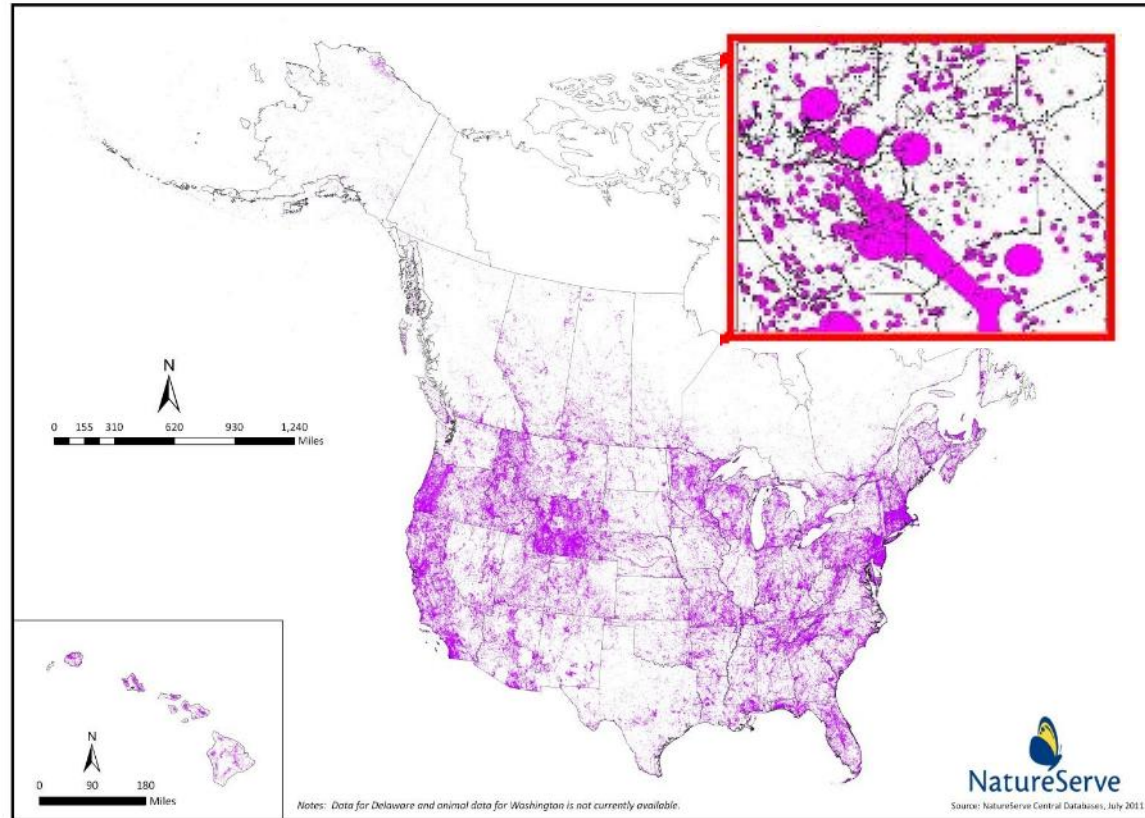 N
0 155 310 620 930 1,240
Miles
N
0 90 180
Miles
Notes: Data for Delaware and animal data for Washington is not currently available.
NatureServe
Source: NatureServe Central Databases, July 2011